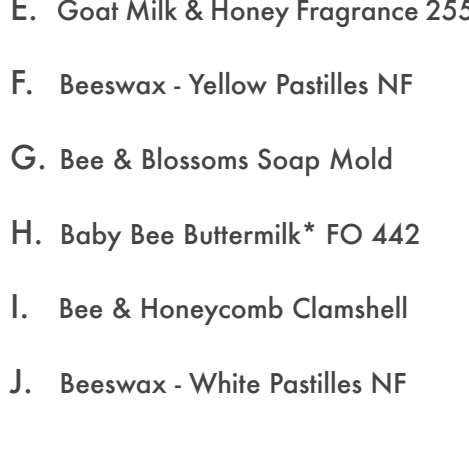 E. Goat Milk & Honey Fragrance 255
F. Beeswax - Yellow Pastilles NF
G. Bee & Blossoms Soap Mold
H. Baby Bee Buttermilk* FO 442
I. Bee & Honeycomb Clamshell
J. Beeswax - White Pastilles NF